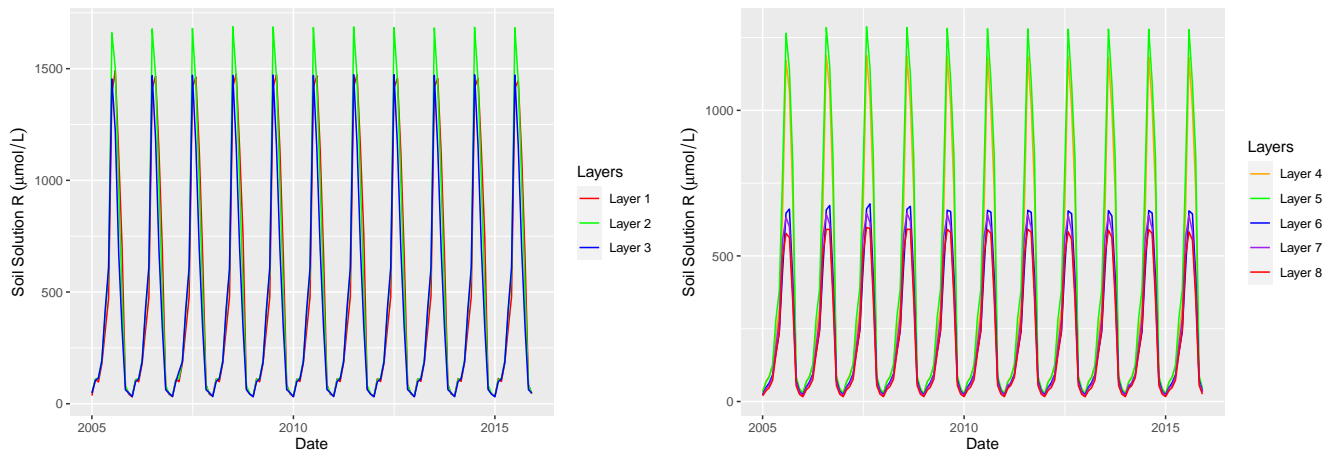 Soil Solution R (μmol/L)
1500
1000
500
0
2005
2010
2015
Date
Layers
Layer 1
Layer 2
Layer 3
Soil Solution R (μmol/L)
1000
500
0
2005
2010
2015
Date
Layers
Layer 4
Layer 5
Layer 6
Layer 7
Layer 8